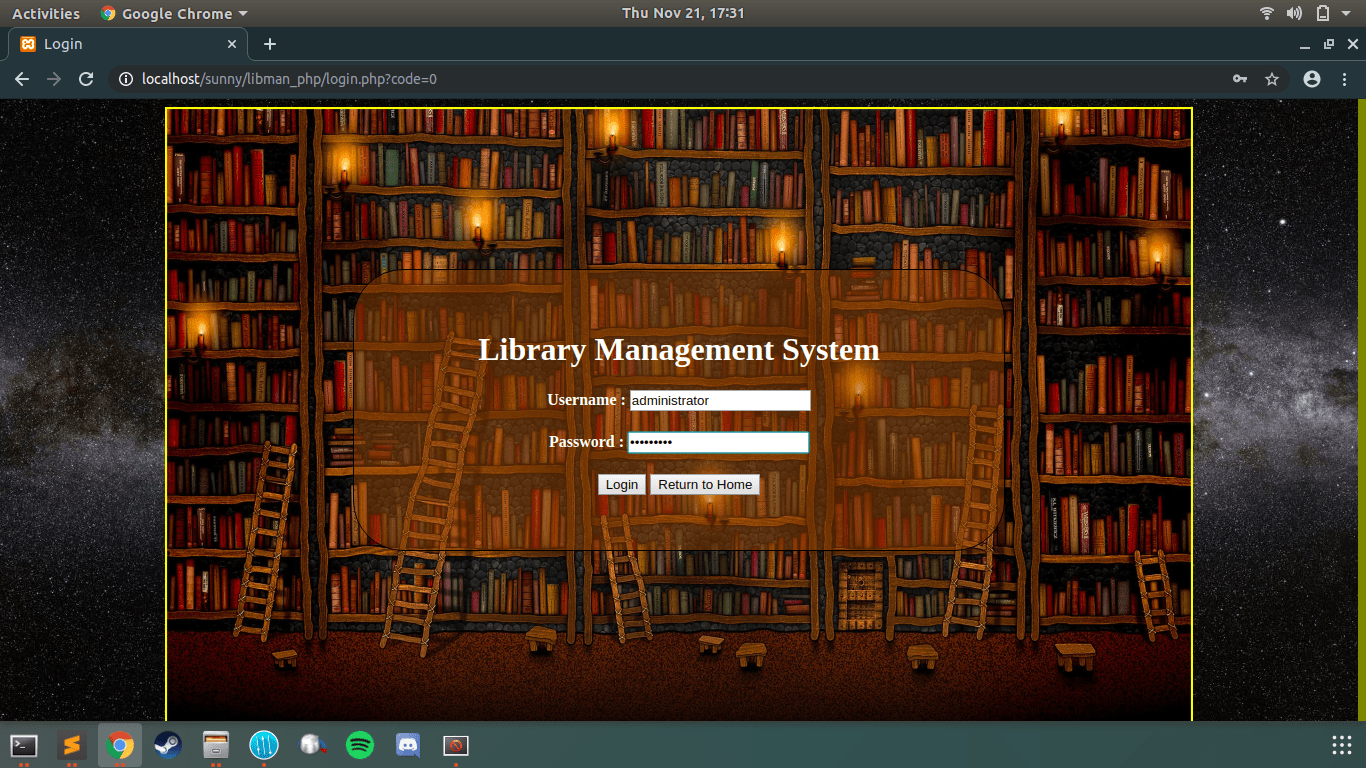 Activities Google Chrome Thu Nov 21, 17:31
Login
localhost/sunny/libman_php/login.php?code=0
Library Management System
Username : administrator
Password : •••••••••
Login Return to Home